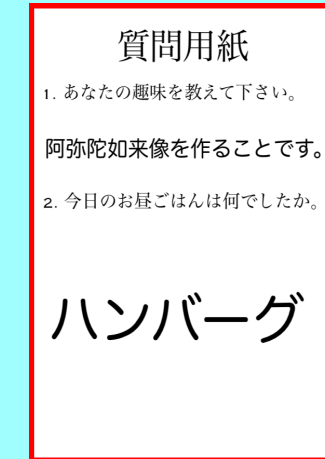 質問用紙
1. あなたの趣味を教えて下さい。
阿弥陀如来像を作ることです。
2. 今日のお昼ごはんは何でしたか。
ハンバーグ